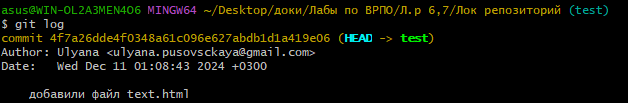 asus@WIN-OL2A3MEN4O6 MINGW64 ~/Desktop/доки/Лабы по ВРПО/Л.р 6,7/Лок репозиторий (test)
$ git log
commit 4f7a26dde4f0348a61c096e627abdb1d1a419e06 (HEAD -> test)
Author: Ulyana <ulyana.pusovsckaya@gmail.com>
Date:   Wed Dec 11 01:08:43 2024 +0300
    добавили файл text.html